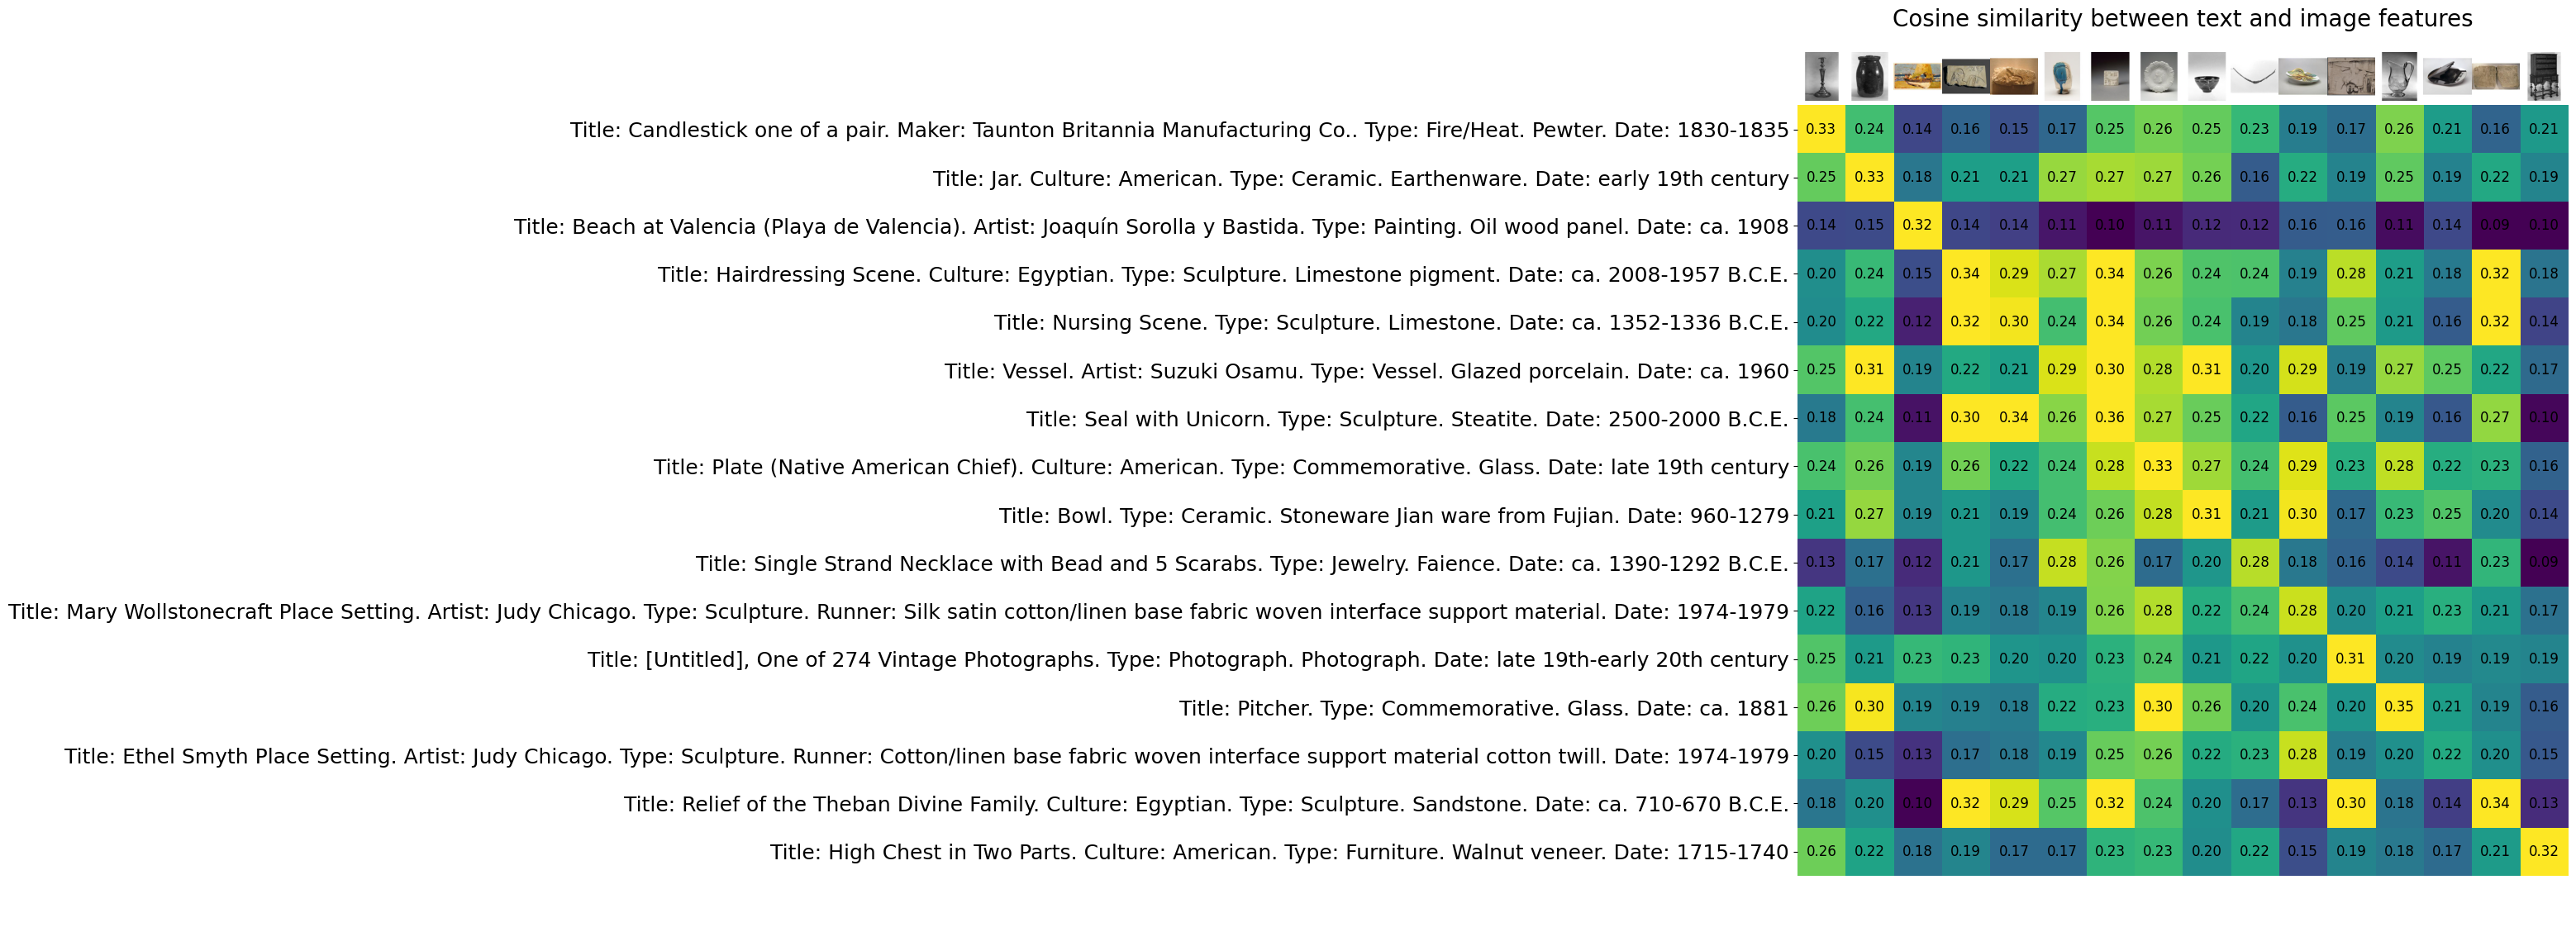 Cosine similarity between text and image features
Title: Candlestick one of a pair. Maker: Taunton Britannia Manufacturing Co.. Type: Fire/Heat. Pewter. Date: 1830-1835 0.33 0.24 0.14 0.16 0.15 0.17 0.25 0.26 0.25 0.23 0.19 0.17 0.26 0.21 0.16 0.21
Title: Jar. Culture: American. Type: Ceramic. Earthenware. Date: early 19th century 0.25 0.33 0.18 0.21 0.21 0.27 0.27 0.27 0.26 0.16 0.22 0.19 0.25 0.19 0.22 0.19
Title: Beach at Valencia (Playa de Valencia). Artist: Joaquín Sorolla y Bastida. Type: Painting. Oil wood panel. Date: ca. 1908 0.14 0.15 0.32 0.14 0.14 0.11 0.10 0.11 0.12 0.12 0.16 0.16 0.11 0.14 0.09 0.10
Title: Hairdressing Scene. Culture: Egyptian. Type: Sculpture. Limestone pigment. Date: ca. 2008-1957 B.C.E. 0.20 0.24 0.15 0.34 0.29 0.27 0.34 0.26 0.24 0.24 0.19 0.28 0.21 0.18 0.32 0.18
Title: Nursing Scene. Type: Sculpture. Limestone. Date: ca. 1352-1336 B.C.E. 0.20 0.22 0.12 0.32 0.30 0.24 0.34 0.26 0.24 0.19 0.18 0.25 0.21 0.16 0.32 0.14
Title: Vessel. Artist: Suzuki Osamu. Type: Vessel. Glazed porcelain. Date: ca. 1960 0.25 0.31 0.19 0.22 0.21 0.29 0.30 0.28 0.31 0.20 0.29 0.19 0.27 0.25 0.22 0.17
Title: Seal with Unicorn. Type: Sculpture. Steatite. Date: 2500-2000 B.C.E. 0.18 0.24 0.11 0.30 0.34 0.26 0.36 0.27 0.25 0.22 0.16 0.25 0.19 0.16 0.27 0.10
Title: Plate (Native American Chief). Culture: American. Type: Commemorative. Glass. Date: late 19th century 0.24 0.26 0.19 0.26 0.22 0.24 0.28 0.33 0.27 0.24 0.29 0.23 0.28 0.22 0.23 0.16
Title: Bowl. Type: Ceramic. Stoneware Jian ware from Fujian. Date: 960-1279 0.21 0.27 0.19 0.21 0.19 0.24 0.26 0.28 0.31 0.21 0.30 0.17 0.23 0.25 0.20 0.14
Title: Single Strand Necklace with Bead and 5 Scarabs. Type: Jewelry. Faience. Date: ca. 1390-1292 B.C.E. 0.13 0.17 0.12 0.21 0.17 0.28 0.26 0.17 0.20 0.28 0.18 0.16 0.14 0.11 0.23 0.09
Title: Mary Wollstonecraft Place Setting. Artist: Judy Chicago. Type: Sculpture. Runner: Silk satin cotton/linen base fabric woven interface support material. Date: 1974-1979 0.22 0.16 0.13 0.19 0.18 0.19 0.26 0.28 0.22 0.24 0.28 0.20 0.21 0.23 0.21 0.17
Title: [Untitled], One of 274 Vintage Photographs. Type: Photograph. Photograph. Date: late 19th-early 20th century 0.25 0.21 0.23 0.23 0.20 0.20 0.23 0.24 0.21 0.22 0.20 0.31 0.20 0.19 0.19 0.19
Title: Pitcher. Type: Commemorative. Glass. Date: ca. 1881 0.26 0.30 0.19 0.19 0.18 0.22 0.23 0.30 0.26 0.20 0.24 0.20 0.35 0.21 0.19 0.16
Title: Ethel Smyth Place Setting. Artist: Judy Chicago. Type: Sculpture. Runner: Cotton/linen base fabric woven interface support material cotton twill. Date: 1974-1979 0.20 0.15 0.13 0.17 0.18 0.19 0.25 0.26 0.22 0.23 0.28 0.19 0.20 0.22 0.20 0.15
Title: Relief of the Theban Divine Family. Culture: Egyptian. Type: Sculpture. Sandstone. Date: ca. 710-670 B.C.E. 0.18 0.20 0.10 0.32 0.29 0.25 0.32 0.24 0.20 0.17 0.13 0.30 0.18 0.14 0.34 0.13
Title: High Chest in Two Parts. Culture: American. Type: Furniture. Walnut veneer. Date: 1715-1740 0.26 0.22 0.18 0.19 0.17 0.17 0.23 0.23 0.20 0.22 0.15 0.19 0.18 0.17 0.21 0.32